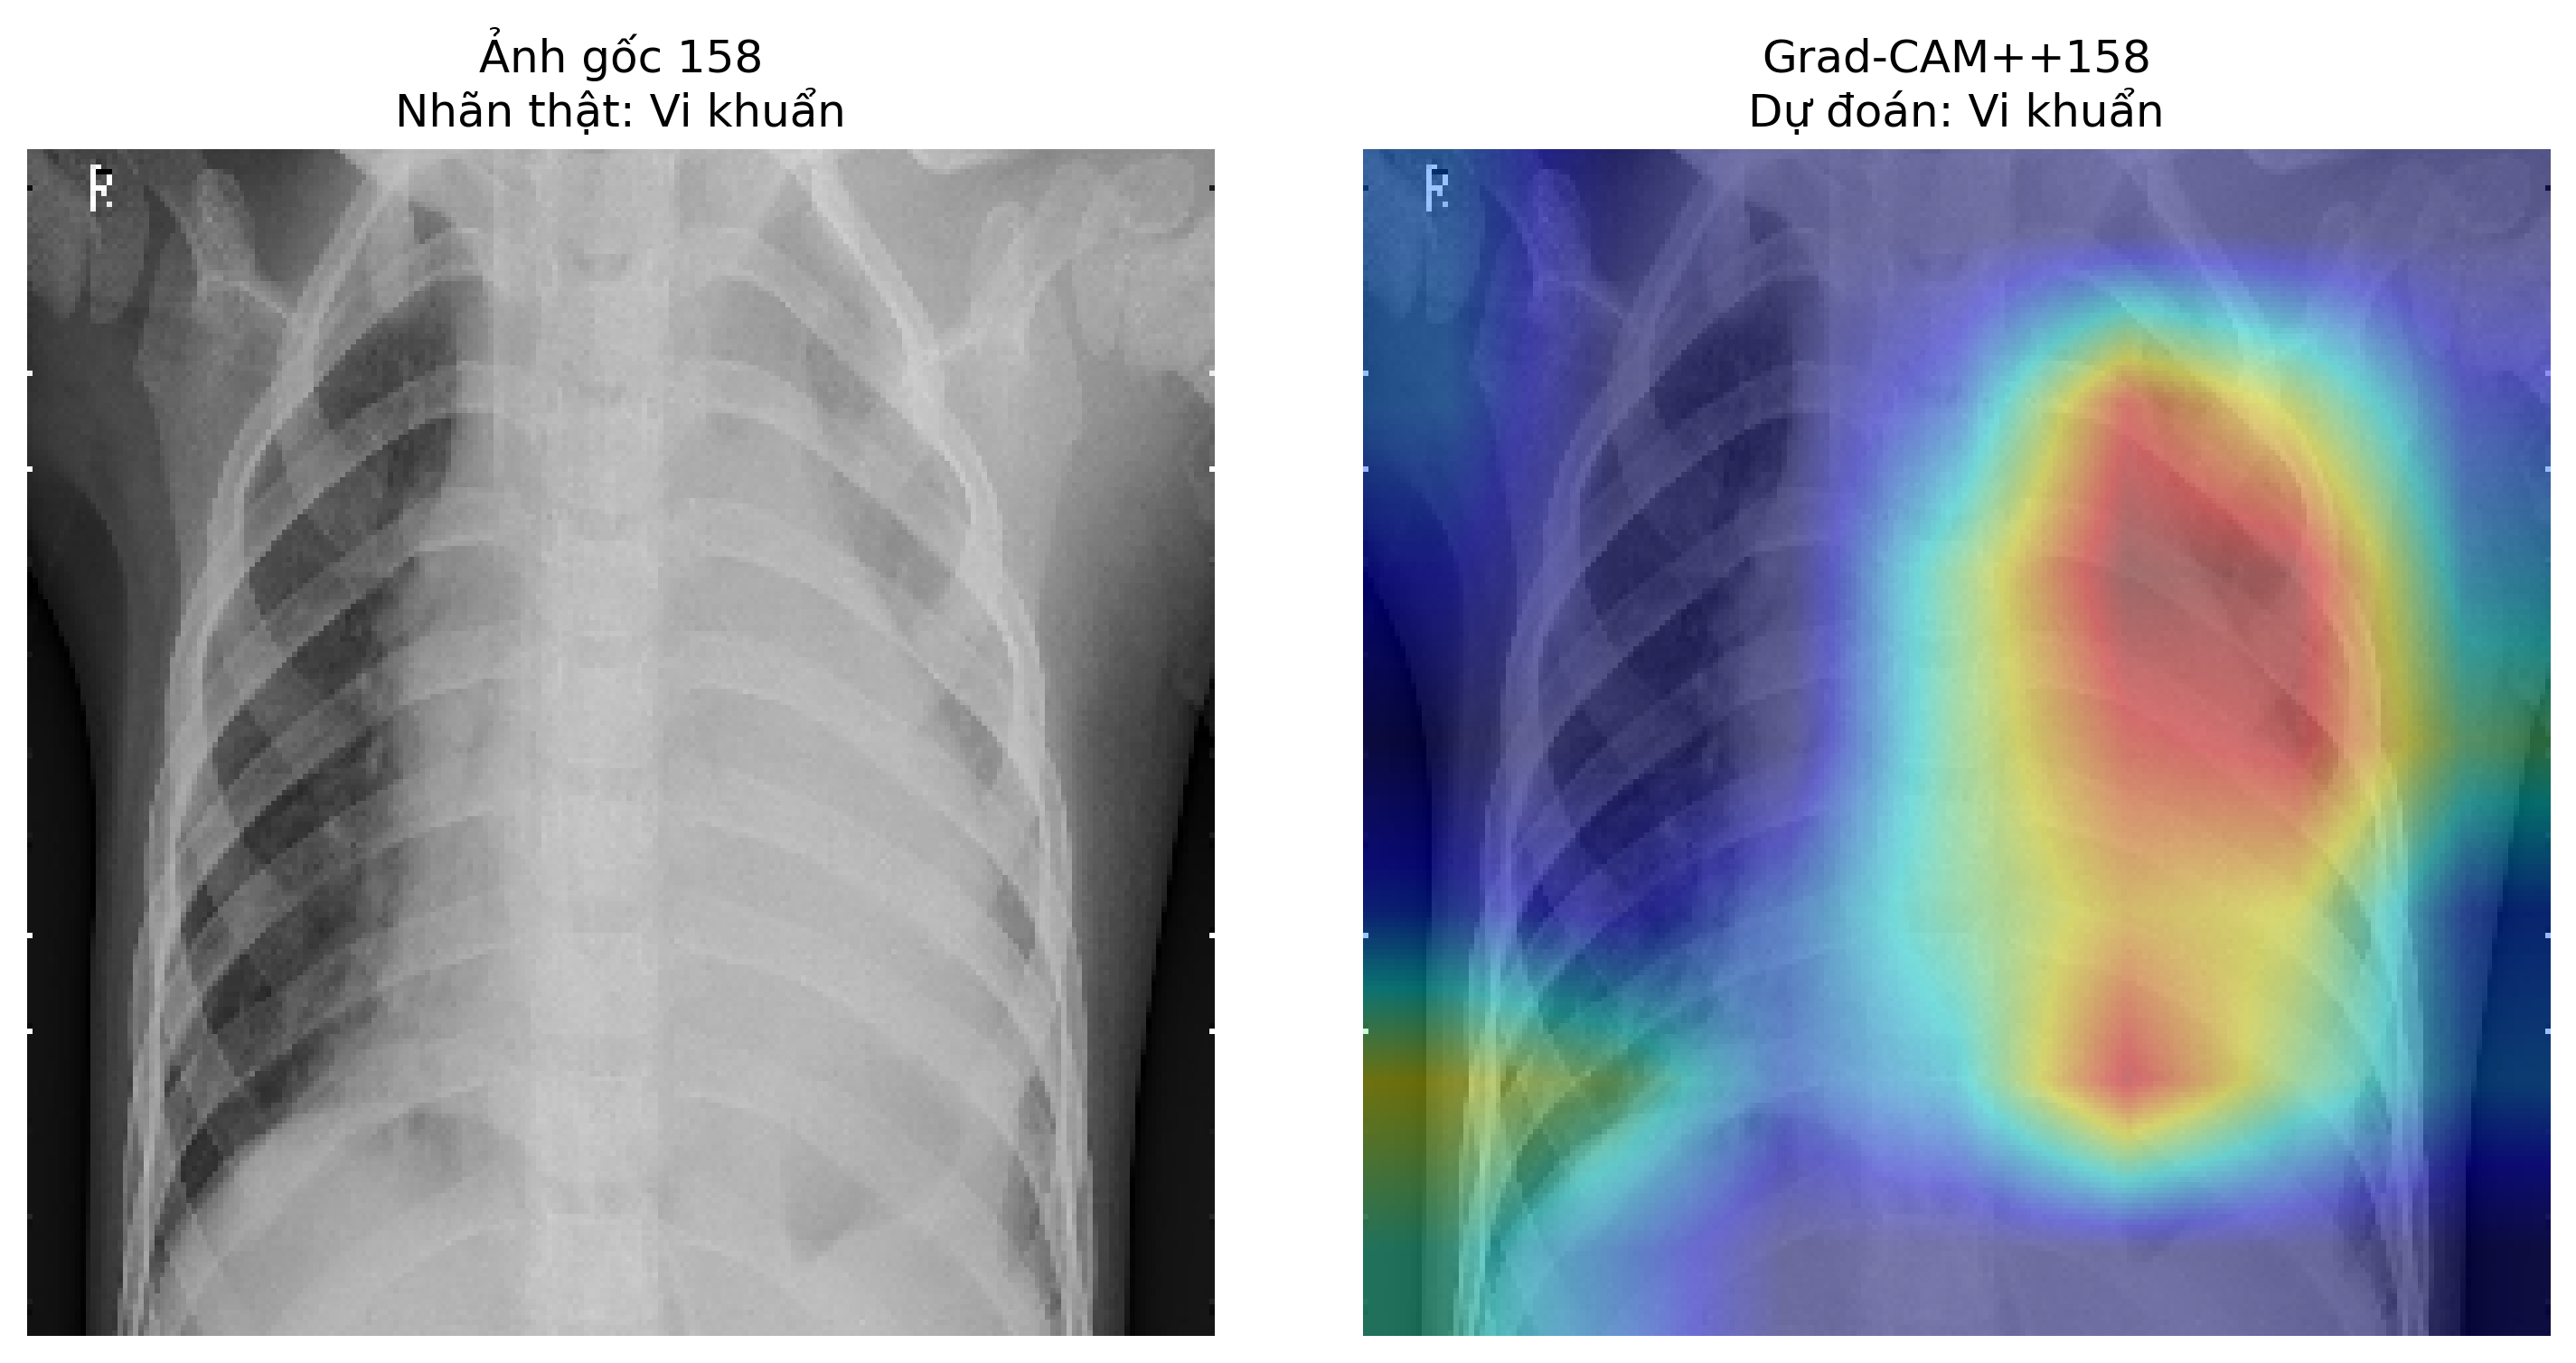 Ảnh gốc 158
Nhãn thật: Vi khuẩn
Grad-CAM++158
Dự đoán: Vi khuẩn
R
R